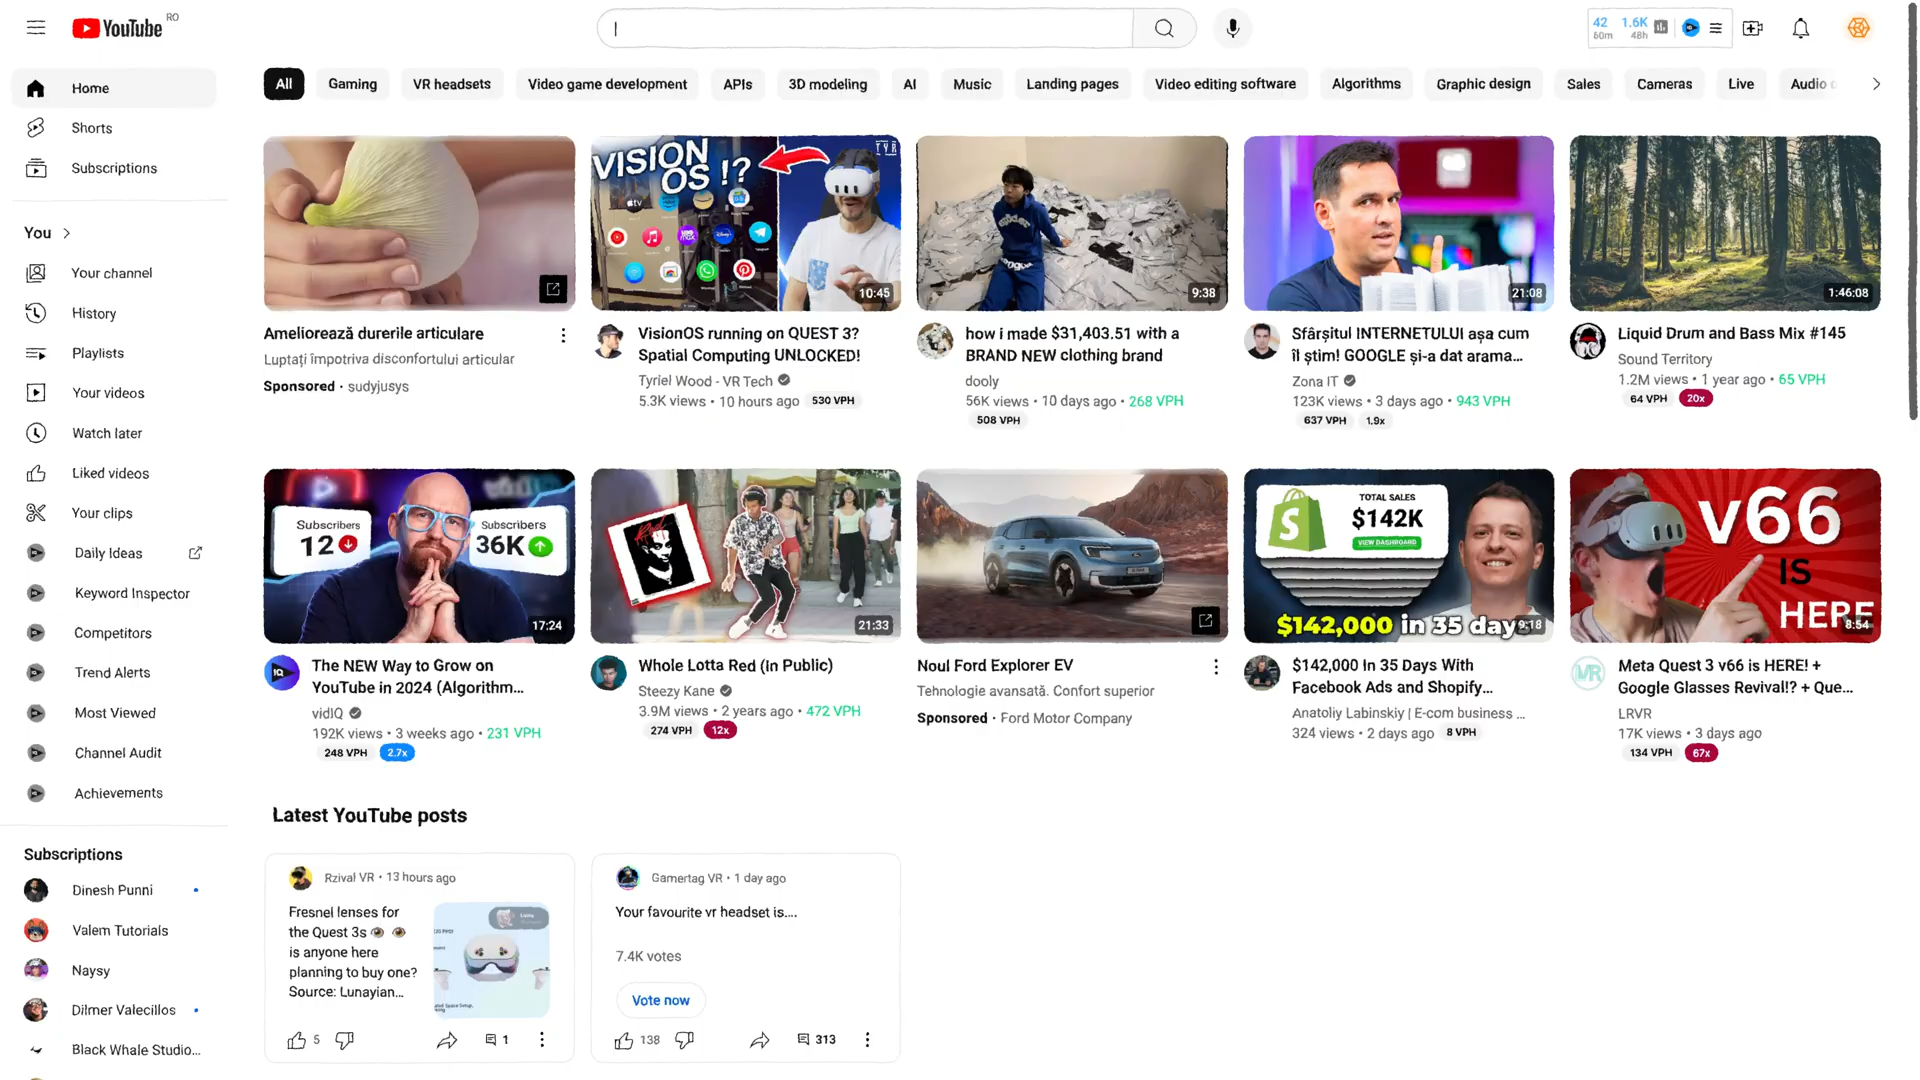 YouTube RO
42 1.6K
60m 48h
Home
Shorts
Subscriptions
You
Your channel
History
Playlists
Your videos
Watch later
Liked videos
Your clips
Daily Ideas
Keyword Inspector
Competitors
Trend Alerts
Most Viewed
Channel Audit
Achievements
Subscriptions
Dinesh Punni
Valem Tutorials
Naysy
Dilmer Valecillos
Black Whale Studio...
All Gaming VR headsets Video game development APIs 3D modeling AI Music Landing pages Video editing software Algorithms Graphic design Sales Cameras Live Audio
Ameliorează durerile articulare
Luptați împotriva disconfortului articular
Sponsored · sudyjusys
VISION
OS !?
TYR
10:45
VisionOS running on QUEST 3?
Spatial Computing UNLOCKED!
Tyriel Wood - VR Tech
5.3K views • 10 hours ago 530 VPH
9:38
how i made $31,403.51 with a
BRAND NEW clothing brand
dooly
56K views • 10 days ago • 268 VPH
508 VPH
21:08
Sfârșitul INTERNETULUI așa cum
îl știm! GOOGLE și-a dat arama...
Zona IT
123K views • 3 days ago • 943 VPH
637 VPH 1.9x
1:46:08
Liquid Drum and Bass Mix #145
Sound Territory
1.2M views • 1 year ago • 65 VPH
64 VPH 20x
Subscribers
12
Subscribers
36K
17:24
The NEW Way to Grow on
YouTube in 2024 (Algorithm...
vidIQ
192K views • 3 weeks ago • 231 VPH
248 VPH 2.7x
21:33
Whole Lotta Red (in Public)
Steezy Kane
3.9M views • 2 years ago • 472 VPH
274 VPH 12x
Noul Ford Explorer EV
Tehnologie avansată. Confort superior
Sponsored · Ford Motor Company
TOTAL SALES
$142K
VIEW DASHBOARD
$142,000 in 35 days
9:18
$142,000 In 35 Days With
Facebook Ads and Shopify...
Anatoliy Labinskiy | E-com business ...
324 views • 2 days ago 8 VPH
v66
IS
HERE
8:54
Meta Quest 3 v66 is HERE! +
Google Glasses Revival!? + Que...
LRVR
17K views • 3 days ago
134 VPH 67x
Latest YouTube posts
Rzival VR • 13 hours ago
Fresnel lenses for
the Quest 3s 👁️ 👁️
is anyone here
planning to buy one?
Source: Lunayian...
5
1
Gamertag VR • 1 day ago
Your favourite vr headset is....
7.4K votes
Vote now
138
313